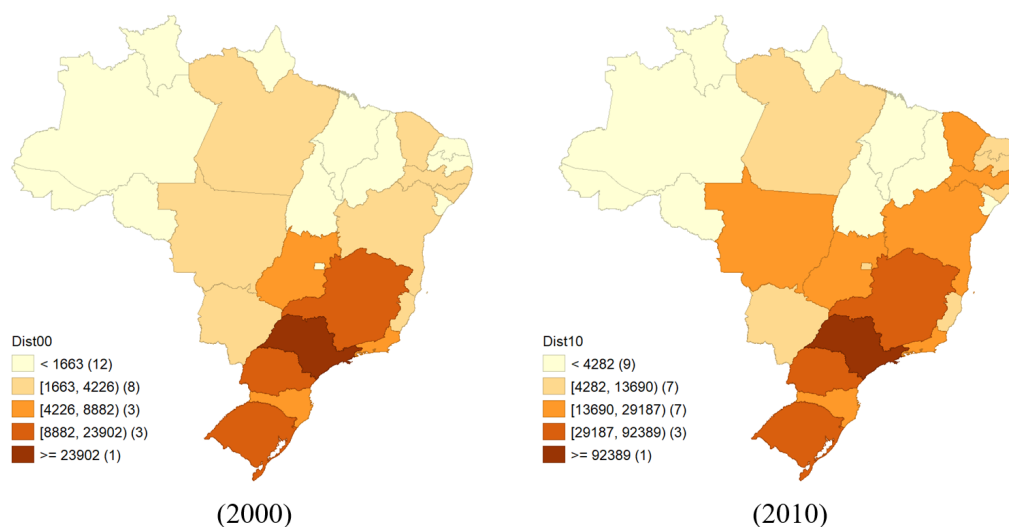 Dist00
< 1663 (12)
[1663, 4226) (8)
[4226, 8882) (3)
[8882, 23902) (3)
>= 23902 (1)
(2000)
Dist10
< 4282 (9)
[4282, 13690) (7)
[13690, 29187) (7)
[29187, 92389) (3)
>= 92389 (1)
(2010)